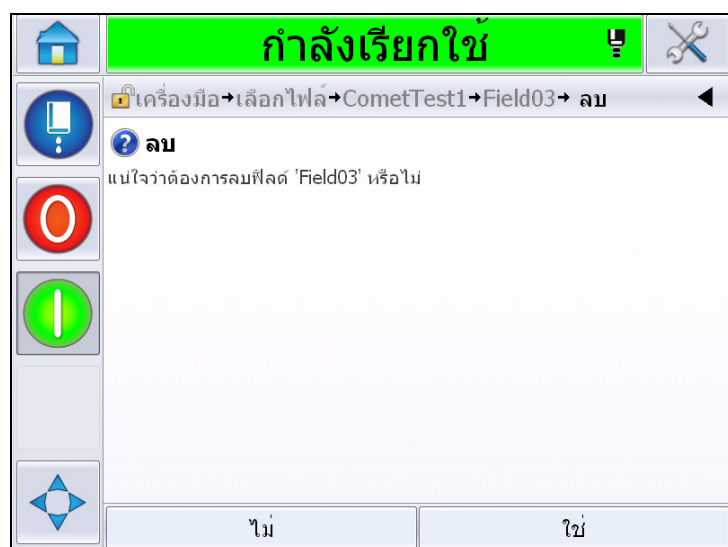 กำลังเรียกใช้
เครื่องมือ→เลือกไฟล์→CometTest1→Field03→ ลบ
ลบ
แน่ใจว่าต้องการลบฟิลด์ 'Field03' หรือไม่
ไม่
ใช่